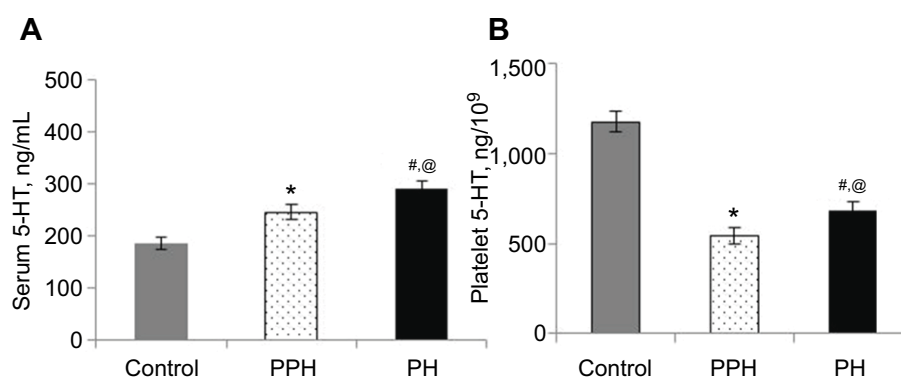 A
Serum 5-HT, ng/mL
500
400
300
200
100
0
*
#,@
Control PPH PH
B
Platelet 5-HT, ng/10⁹
1,500
1,000
500
0
*
#,@
Control PPH PH